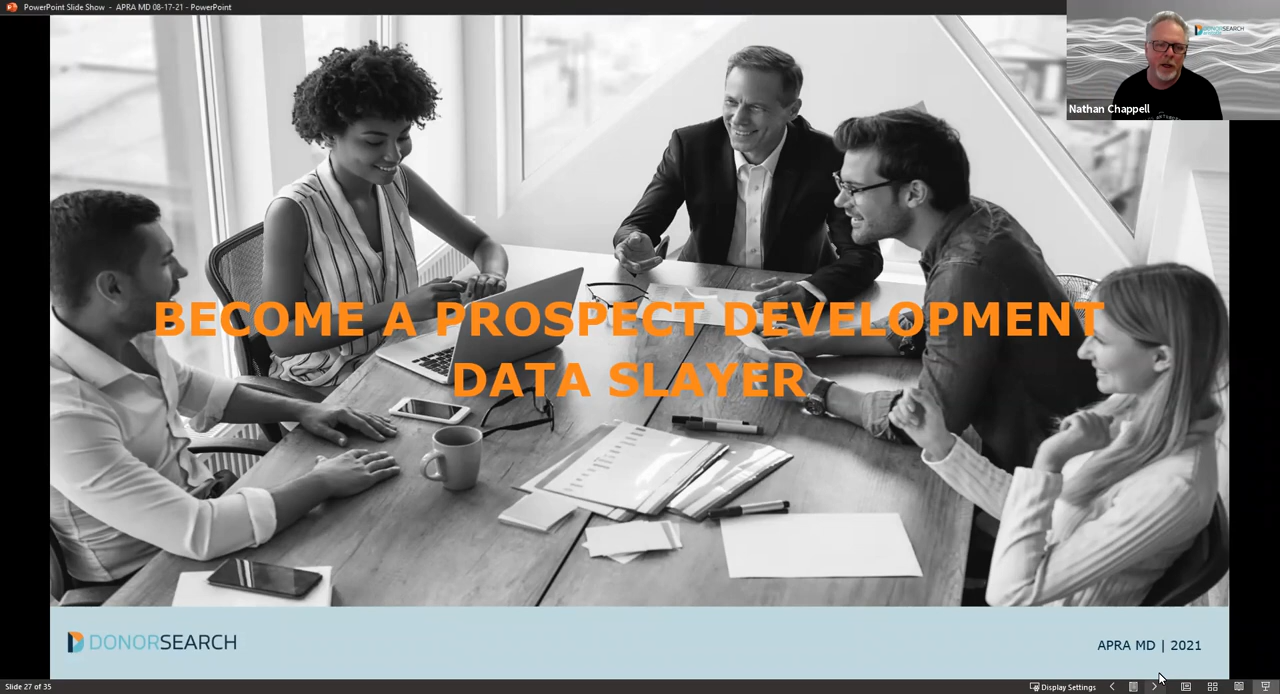 PowerPoint Slide Show - APRA MD 08-17-21 - PowerPoint
DONORSEARCH
Nathan Chappell
BECOME A PROSPECT DEVELOPMENT
DATA SLAYER
DONORSEARCH
APRA MD | 2021
Slide 27 of 35
Display Settings